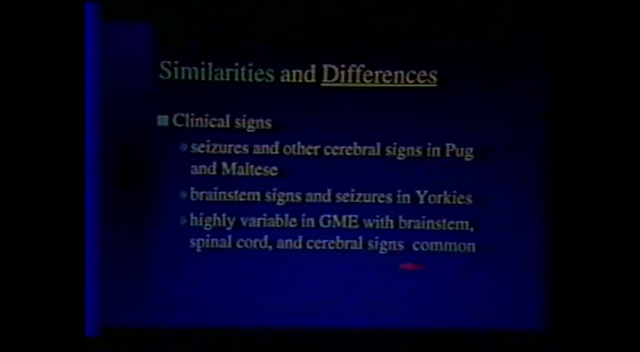 Similarities and Differences
Clinical signs
seizures and other cerebral signs in Pug
and Maltese
brainstem signs and seizures in Yorkies
highly variable in GME with brainstem,
spinal cord, and cerebral signs common